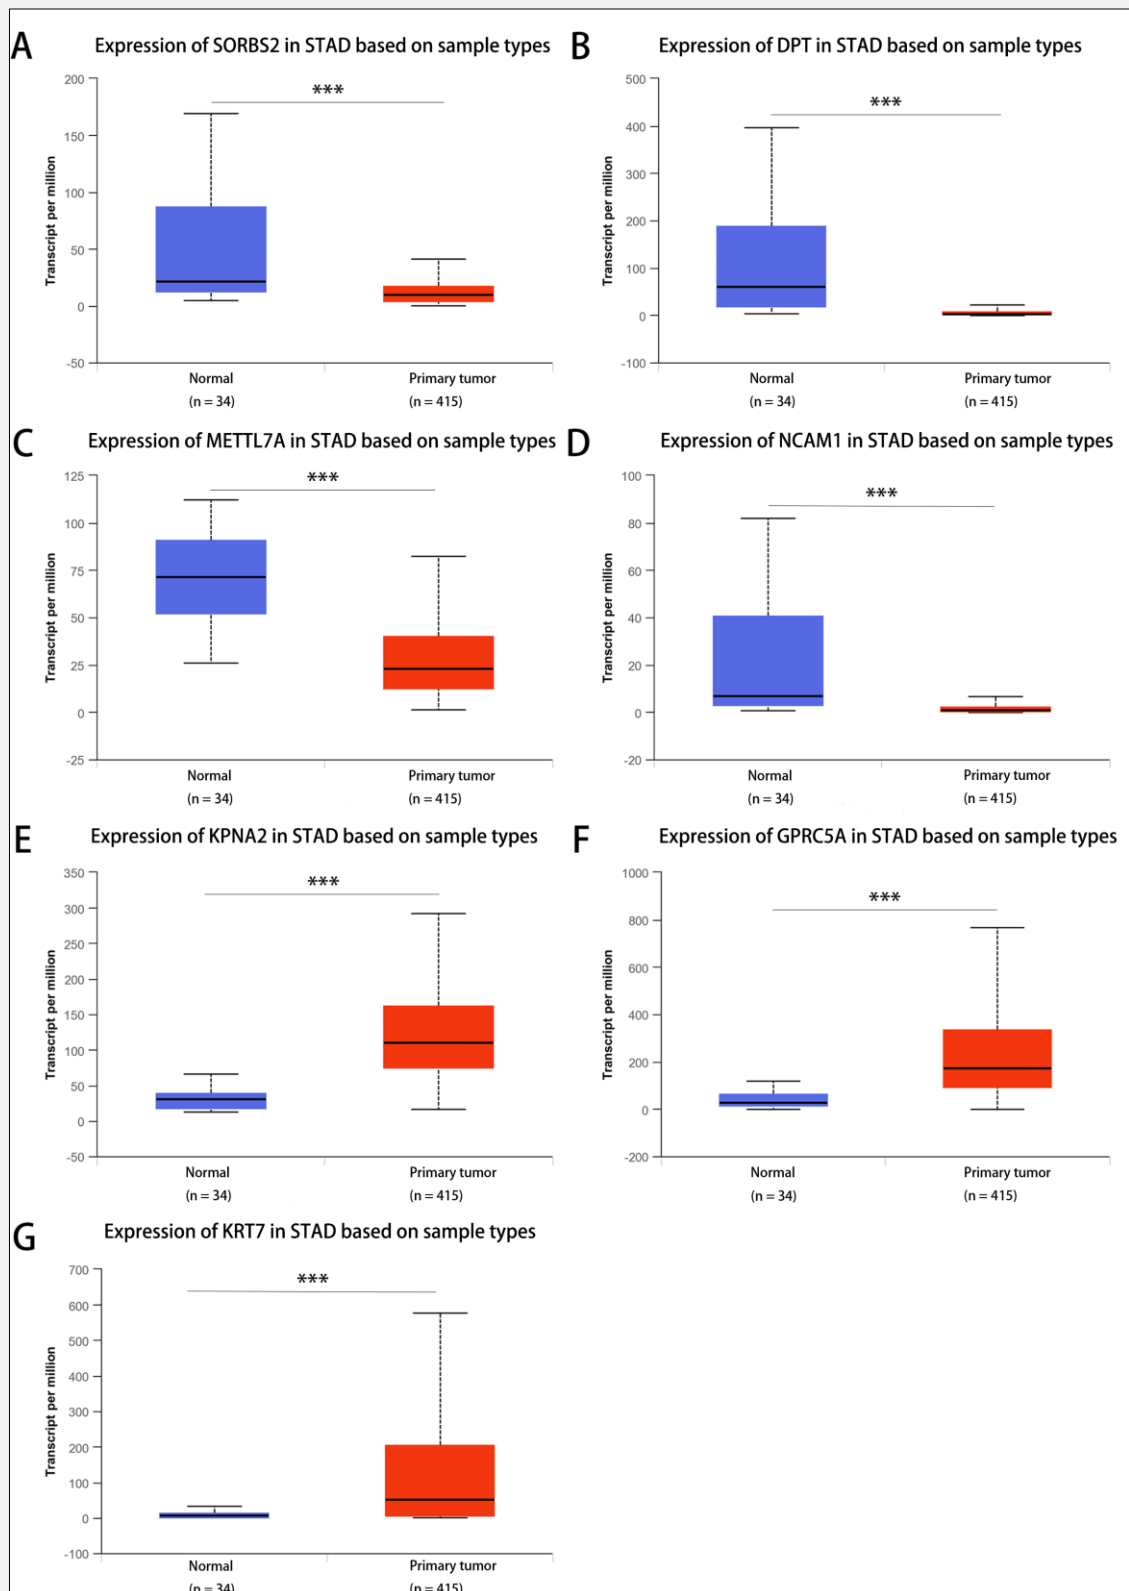 A
Expression of SORBS2 in STAD based on sample types
***
Transcript per million
200
150
100
50
0
-50
Normal
(n = 34)
Primary tumor
(n = 415)
B
Expression of DPT in STAD based on sample types
***
Transcript per million
500
400
300
200
100
0
-100
Normal
(n = 34)
Primary tumor
(n = 415)
C
Expression of METTL7A in STAD based on sample types
***
Transcript per million
125
100
75
50
25
0
-25
Normal
(n = 34)
Primary tumor
(n = 415)
D
Expression of NCAM1 in STAD based on sample types
***
Transcript per million
100
80
60
40
20
0
-20
Normal
(n = 34)
Primary tumor
(n = 415)
E
Expression of KPNA2 in STAD based on sample types
***
Transcript per million
350
300
250
200
150
100
50
0
-50
Normal
(n = 34)
Primary tumor
(n = 415)
F
Expression of GPRC5A in STAD based on sample types
***
Transcript per million
1000
800
600
400
200
0
-200
Normal
(n = 34)
Primary tumor
(n = 415)
G
Expression of KRT7 in STAD based on sample types
***
Transcript per million
700
600
500
400
300
200
100
0
-100
Normal
(n = 34)
Primary tumor
(n = 415)